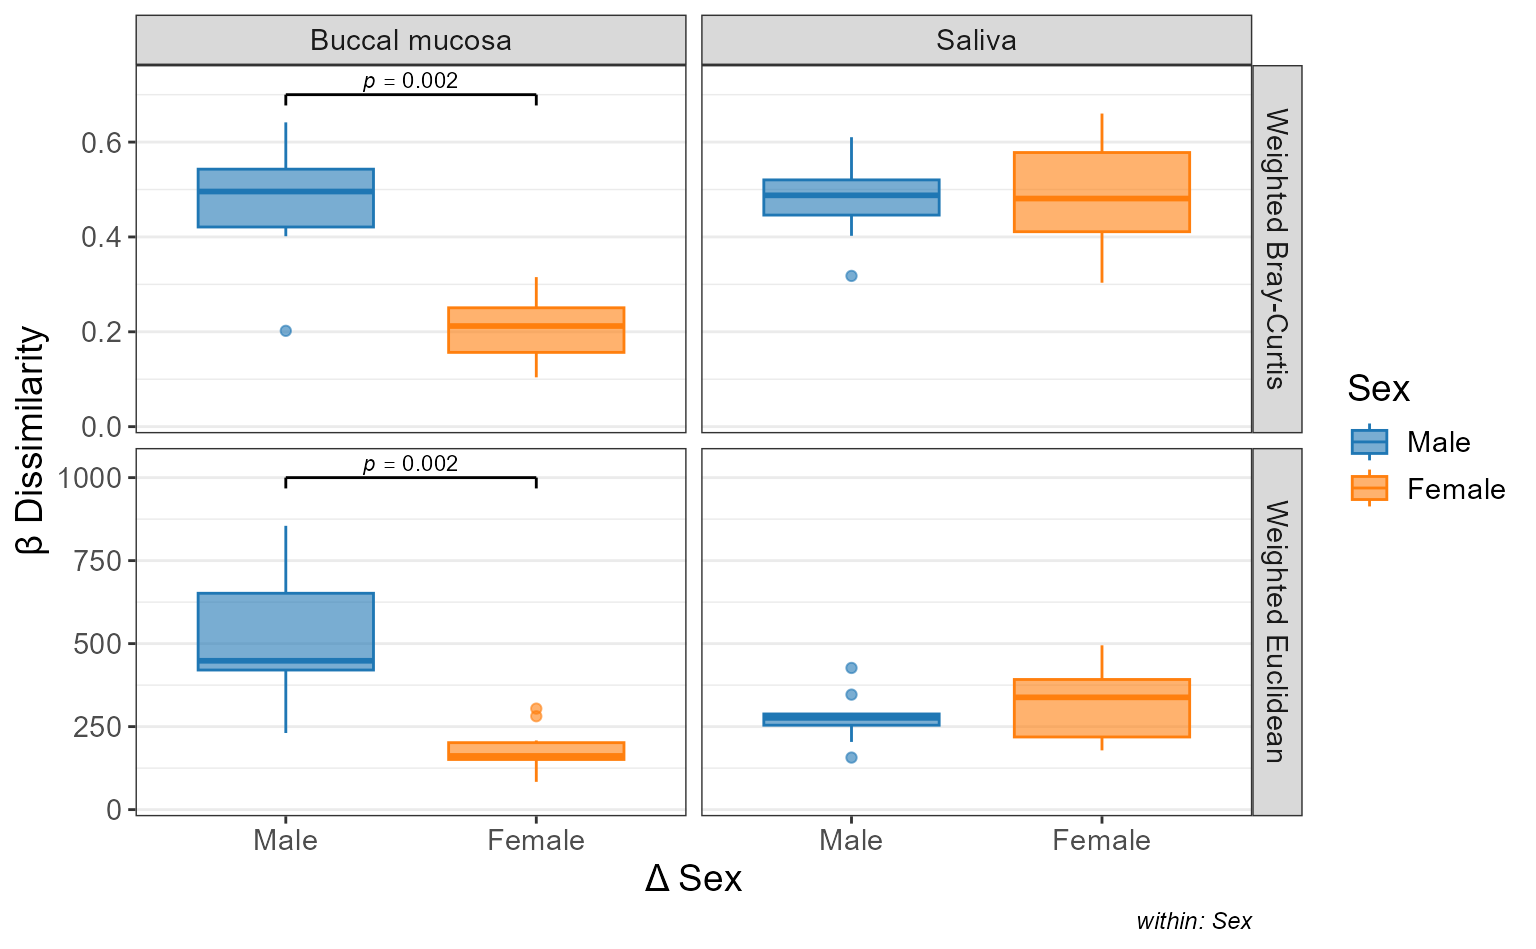 Buccal mucosa
Saliva
p = 0.002
0.6
0.4
0.2
0.0
Weighted Bray-Curtis
p = 0.002
1000
750
500
250
0
Weighted Euclidean
β Dissimilarity
Male
Female
Male
Female
Δ Sex
within: Sex
Sex
Male
Female